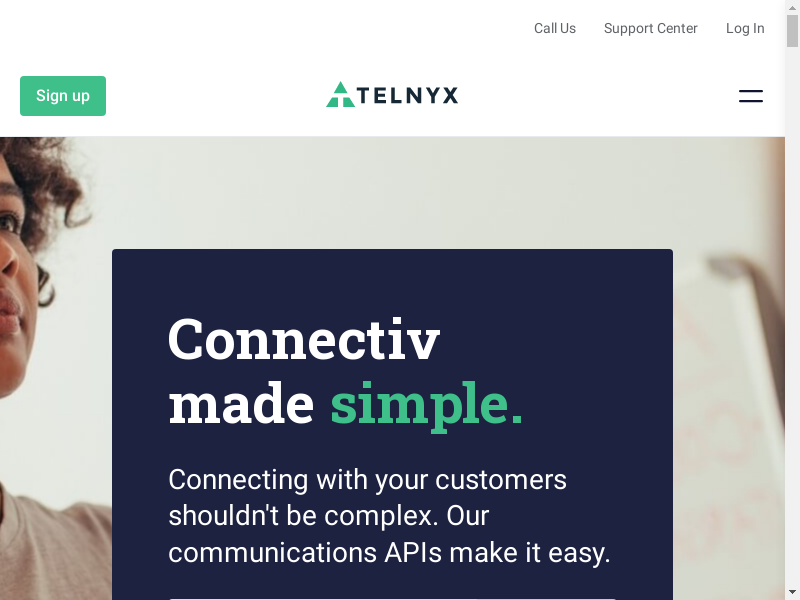 Call Us Support Center Log In
Sign up
TELNYX
Connectiv
made simple.
Connecting with your customers
shouldn't be complex. Our
communications APIs make it easy.